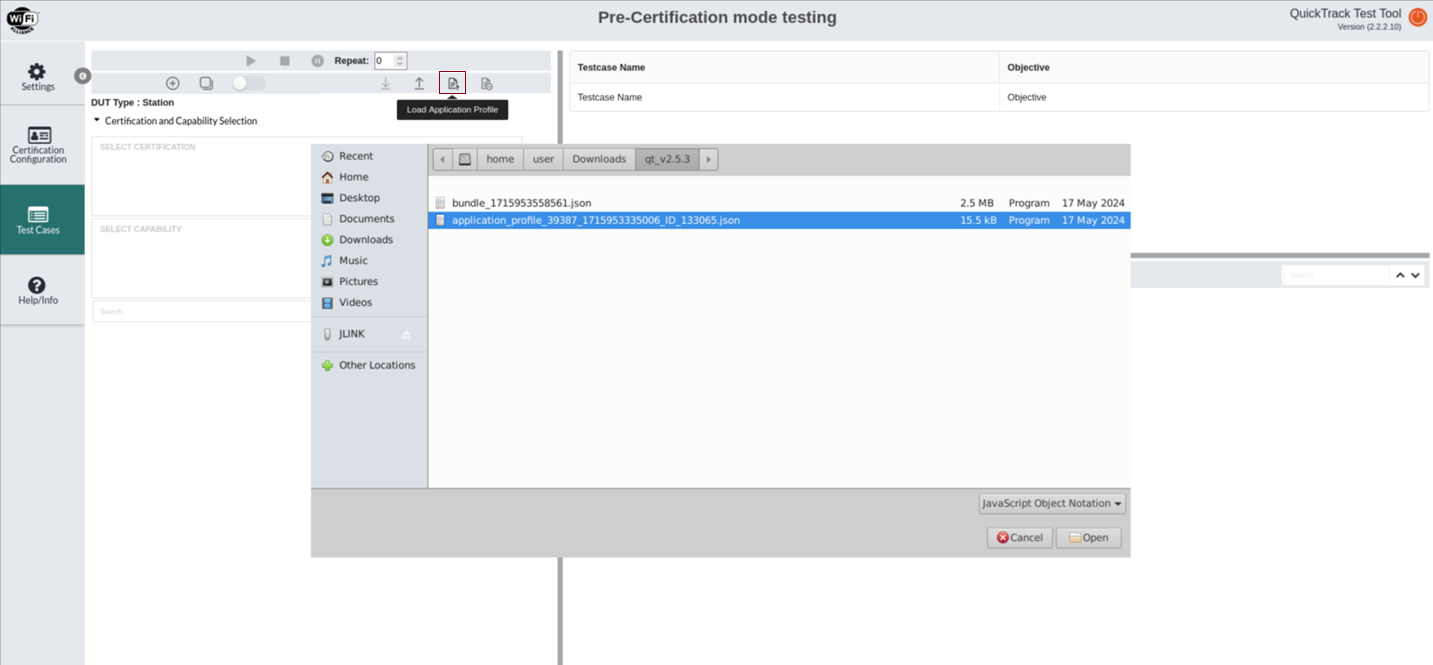 Wi Fi
ALLIANCE
Pre-Certification mode testing
QuickTrack Test Tool
Version (2.2.2.10)
Settings
Certification
Configuration
Test Cases
Help/Info
Repeat: 0
Load Application Profile
DUT Type : Station
Certification and Capability Selection
SELECT CERTIFICATION
SELECT CAPABILITY
Search
Testcase Name Objective
Testcase Name Objective
Search
home user Downloads qt_v2.5.3
Recent
Home
Desktop
Documents
Downloads
Music
Pictures
Videos
JLINK
Other Locations
bundle_1715953558561.json 2.5 MB Program 17 May 2024
application_profile_39387_1715953335006_ID_133065.json 15.5 kB Program 17 May 2024
JavaScript Object Notation
Cancel Open